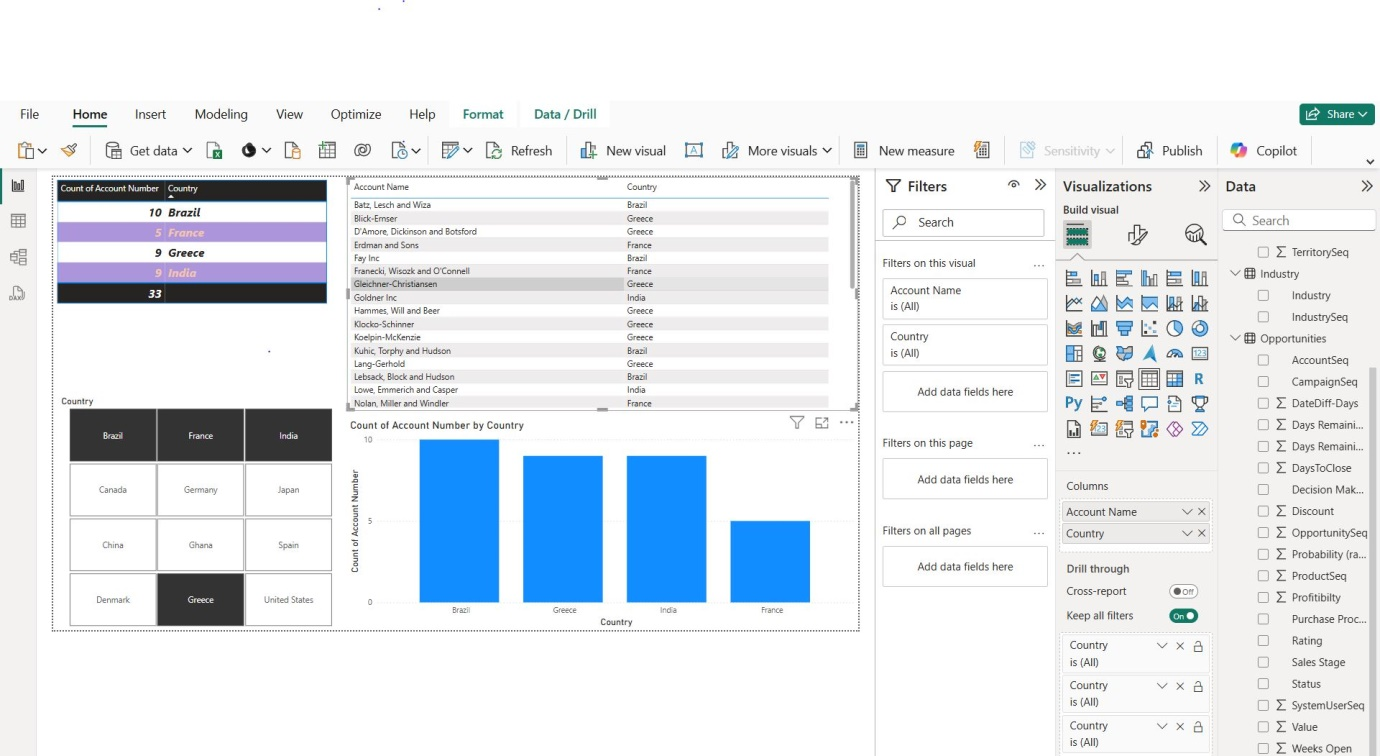 File Home Insert Modeling View Optimize Help Format Data / Drill Share
Get data New visual A More visuals New measure Sensitivity Publish Copilot
Refresh
Count of Account Number Country
10 Brazil
5 France
9 Greece
9 India
33
Account Name Country
Batz, Lesch and Wiza Brazil
Blick-Emser Greece
D'Amore, Dickinson and Botsford Greece
Erdman and Sons France
Fay Inc Brazil
Franecki, Wisozk and O'Connell France
Gleichner-Christiansen Greece
Goldner Inc India
Hammes, Will and Beer Greece
Klocko-Schinner Greece
Koelpin-McKenzie Greece
Kuhic, Torphy and Hudson Brazil
Lang-Gerhold Greece
Lebsack, Block and Hudson Brazil
Lowe, Emmerich and Casper India
Nolan, Miller and Windler France
Country
Brazil France India
Canada Germany Japan
China Ghana Spain
Denmark Greece United States
Count of Account Number by Country
Count of Account Number
10
5
0
Brazil Greece India France
Country
Filters
Search
Filters on this visual ...
Account Name
is (All)
Country
is (All)
Add data fields here
Filters on this page ...
Add data fields here
Filters on all pages ...
Add data fields here
Visualizations
Build visual
123
R
Py
...
Columns
Account Name
Country
Drill through
Cross-report Off
Keep all filters On
Country
is (All)
Country
is (All)
Country
is (All)
Data
Search
TerritorySeq
Industry
Industry
IndustrySeq
Opportunities
AccountSeq
CampaignSeq
DateDiff-Days
Days Remaini...
Days Remaini...
DaysToClose
Decision Mak...
Discount
OpportunitySeq
Probability (ra...
ProductSeq
Profitibilty
Purchase Proc...
Rating
Sales Stage
Status
SystemUserSeq
Value
Weeks Open